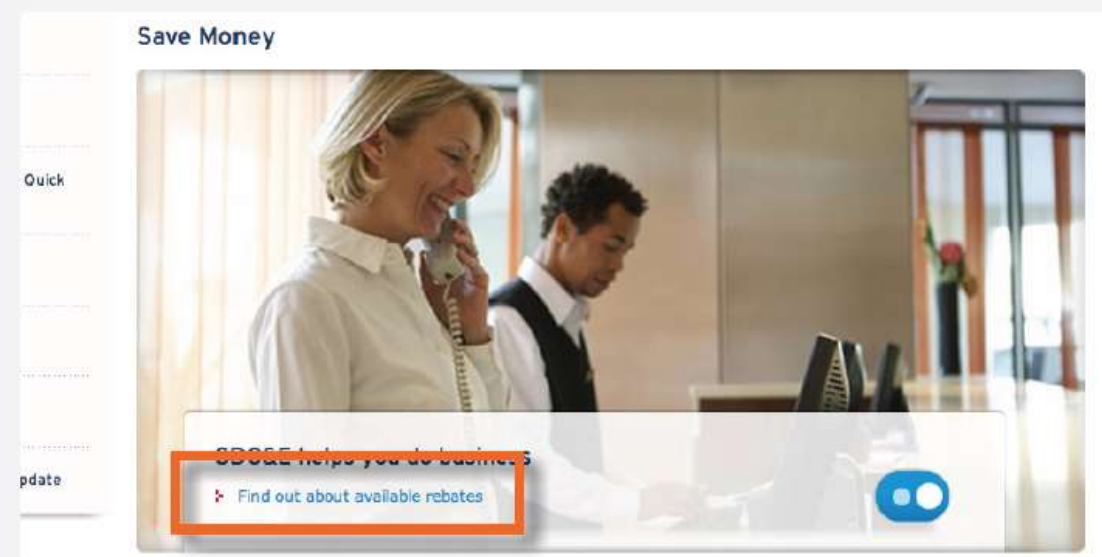 Save Money
Quick
pdate
SDG&E helps you do business
Find out about available rebates